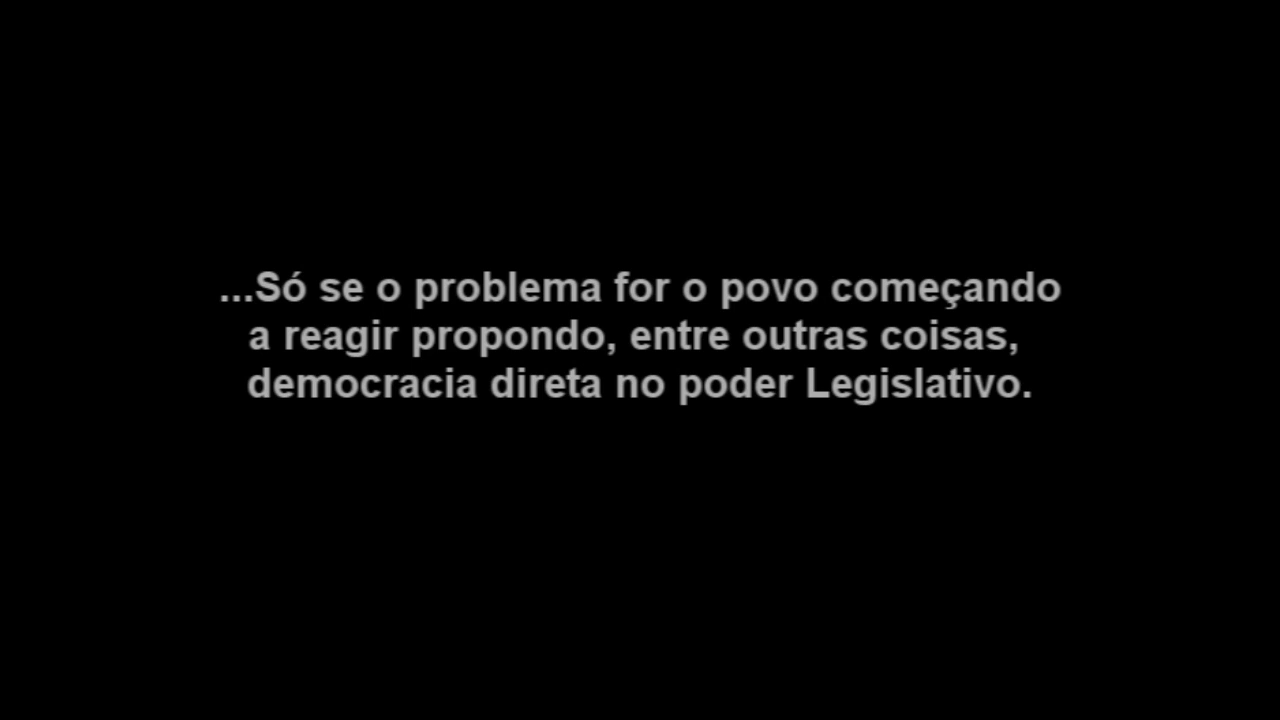 ...Só se o problema for o povo começando
a reagir propondo, entre outras coisas,
democracia direta no poder Legislativo.